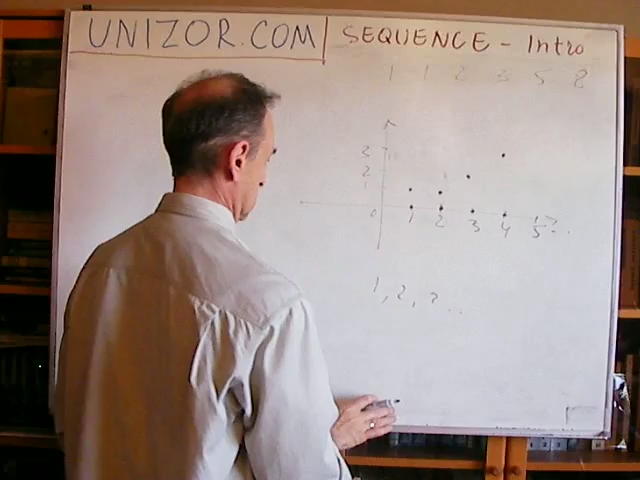 UNIZOR.COM SEQUENCE - Intro
1 1 2 3 5 8
3
2
1
0 1 2 3 4 5 ...
1, 2, 3 ...